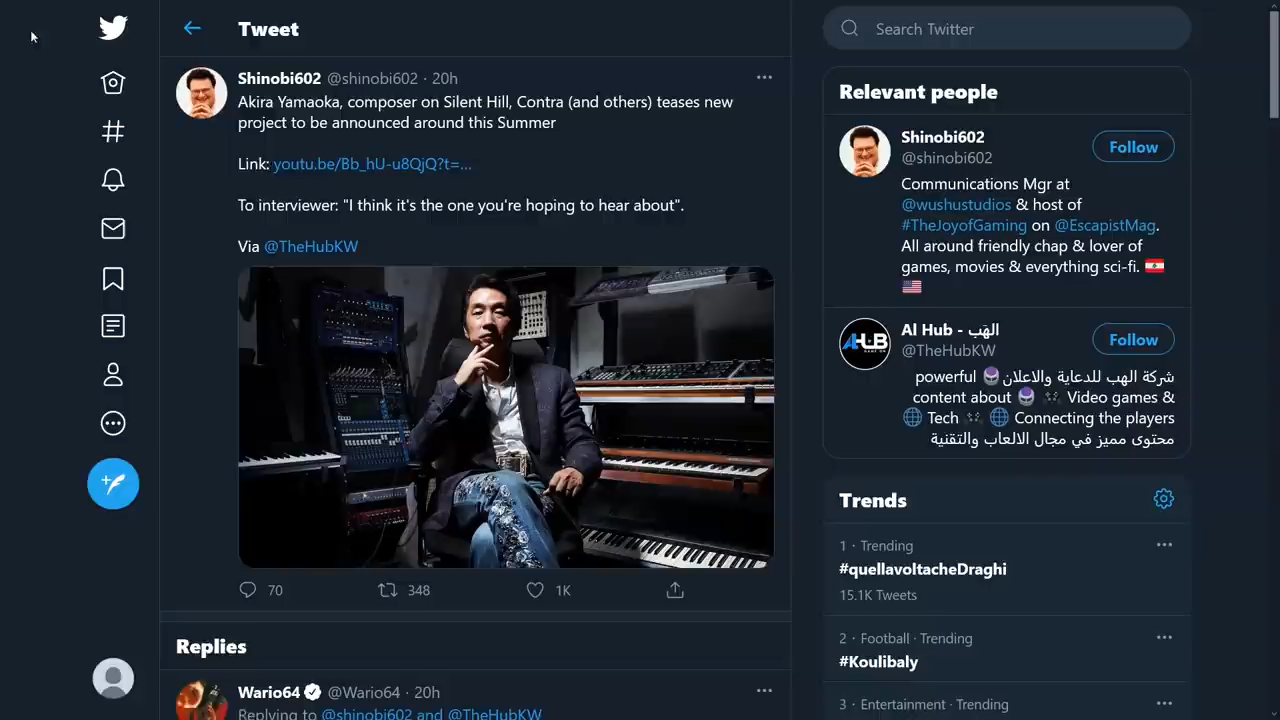 Tweet
Shinobi602 @shinobi602 · 20h
Akira Yamaoka, composer on Silent Hill, Contra (and others) teases new
project to be announced around this Summer
Link: youtu.be/Bb_hU-u8QjQ?t=...
To interviewer: "I think it's the one you're hoping to hear about".
Via @TheHubKW
70
348
1K
Replies
Wario64 @Wario64 · 20h
Replying to @shinobi602 and @TheHubKW
Search Twitter
Relevant people
Shinobi602
@shinobi602
Follow
Communications Mgr at
@wushustudios & host of
#TheJoyofGaming on @EscapistMag.
All around friendly chap & lover of
games, movies & everything sci-fi.
Al Hub - الهب
@TheHubKW
Follow
شركة الهب للدعاية والاعلان powerful
content about Video games &
Tech Connecting the players
محتوى مميز في مجال الالعاب والتقنية
AHUB
Trends
1 · Trending
#quellavoltacheDraghi
15.1K Tweets
2 · Football · Trending
#Koulibaly
3 · Entertainment · Trending